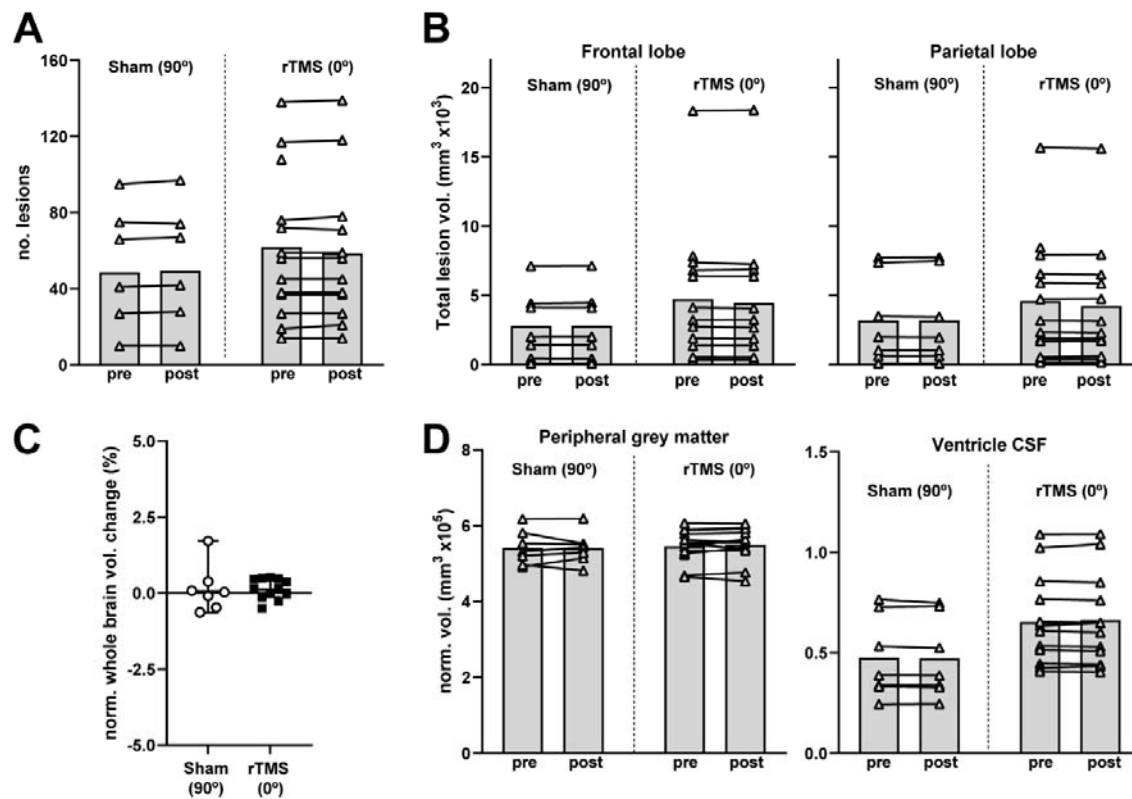 A
Sham (90º)
rTMS (0º)
no. lesions
160
120
80
40
0
pre
post
pre
post
B
Frontal lobe
Parietal lobe
Sham (90º)
rTMS (0º)
Sham (90º)
rTMS (0º)
Total lesion vol. (mm³ x10³)
20
15
10
5
0
pre
post
pre
post
pre
post
pre
post
C
norm. whole brain vol. change (%)
5.0
2.5
0.0
-2.5
-5.0
Sham
(90º)
rTMS
(0º)
D
Peripheral grey matter
Sham (90º)
rTMS (0º)
norm. vol. (mm³ x10⁵)
8
6
4
2
0
pre
post
pre
post
Ventricle CSF
Sham (90º)
rTMS (0º)
1.5
1.0
0.5
0.0
pre
post
pre
post